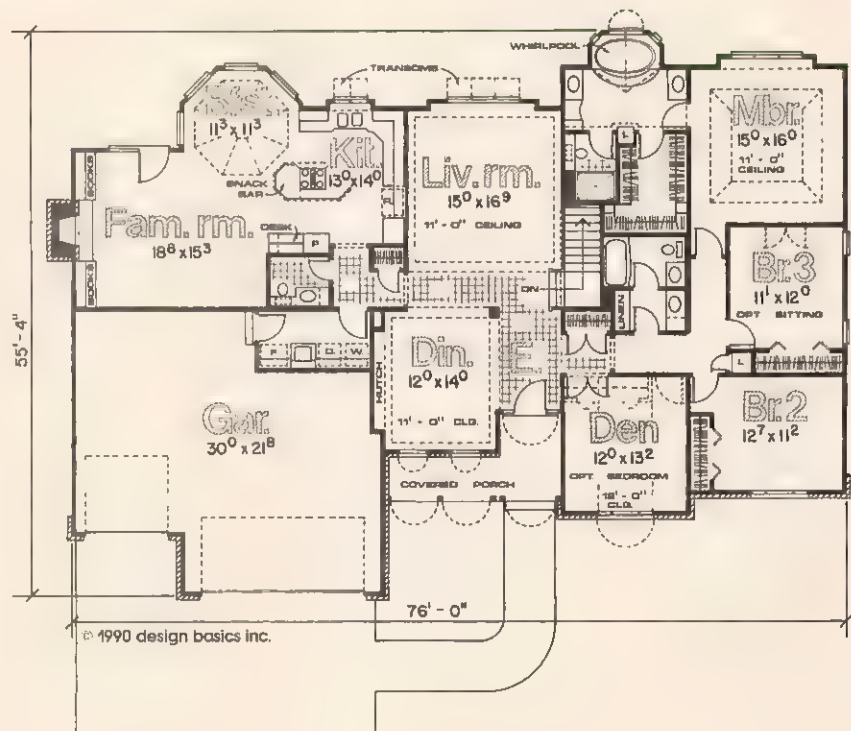 WHIRLPOOL
TRANSOMS
11³ x 11³
Kit.
13⁰ x 14⁰
SNACK
BAR
R.
Liv. rm.
15⁰ x 16⁹
11' - 0" CEILING
L.
Mbr.
15⁰ x 16⁰
11' - 0"
CEILING
BOOKS
Fam. rm.
18⁸ x 15³
BOOKS
DESK
P
DN
LINEN
Br.3
11¹ x 12⁰
OPT SITTING
L
55' - 4"
F
D.
W.
HUTCH
Din.
12⁰ x 14⁰
11' - 0" CLG.
E.
Gar.
30⁰ x 21⁸
Den
12⁰ x 13²
OPT BEDROOM
CLG.
Br.2
12⁷ x 11²
COVERED PORCH
76' - 0"
© 1990 design basics inc.